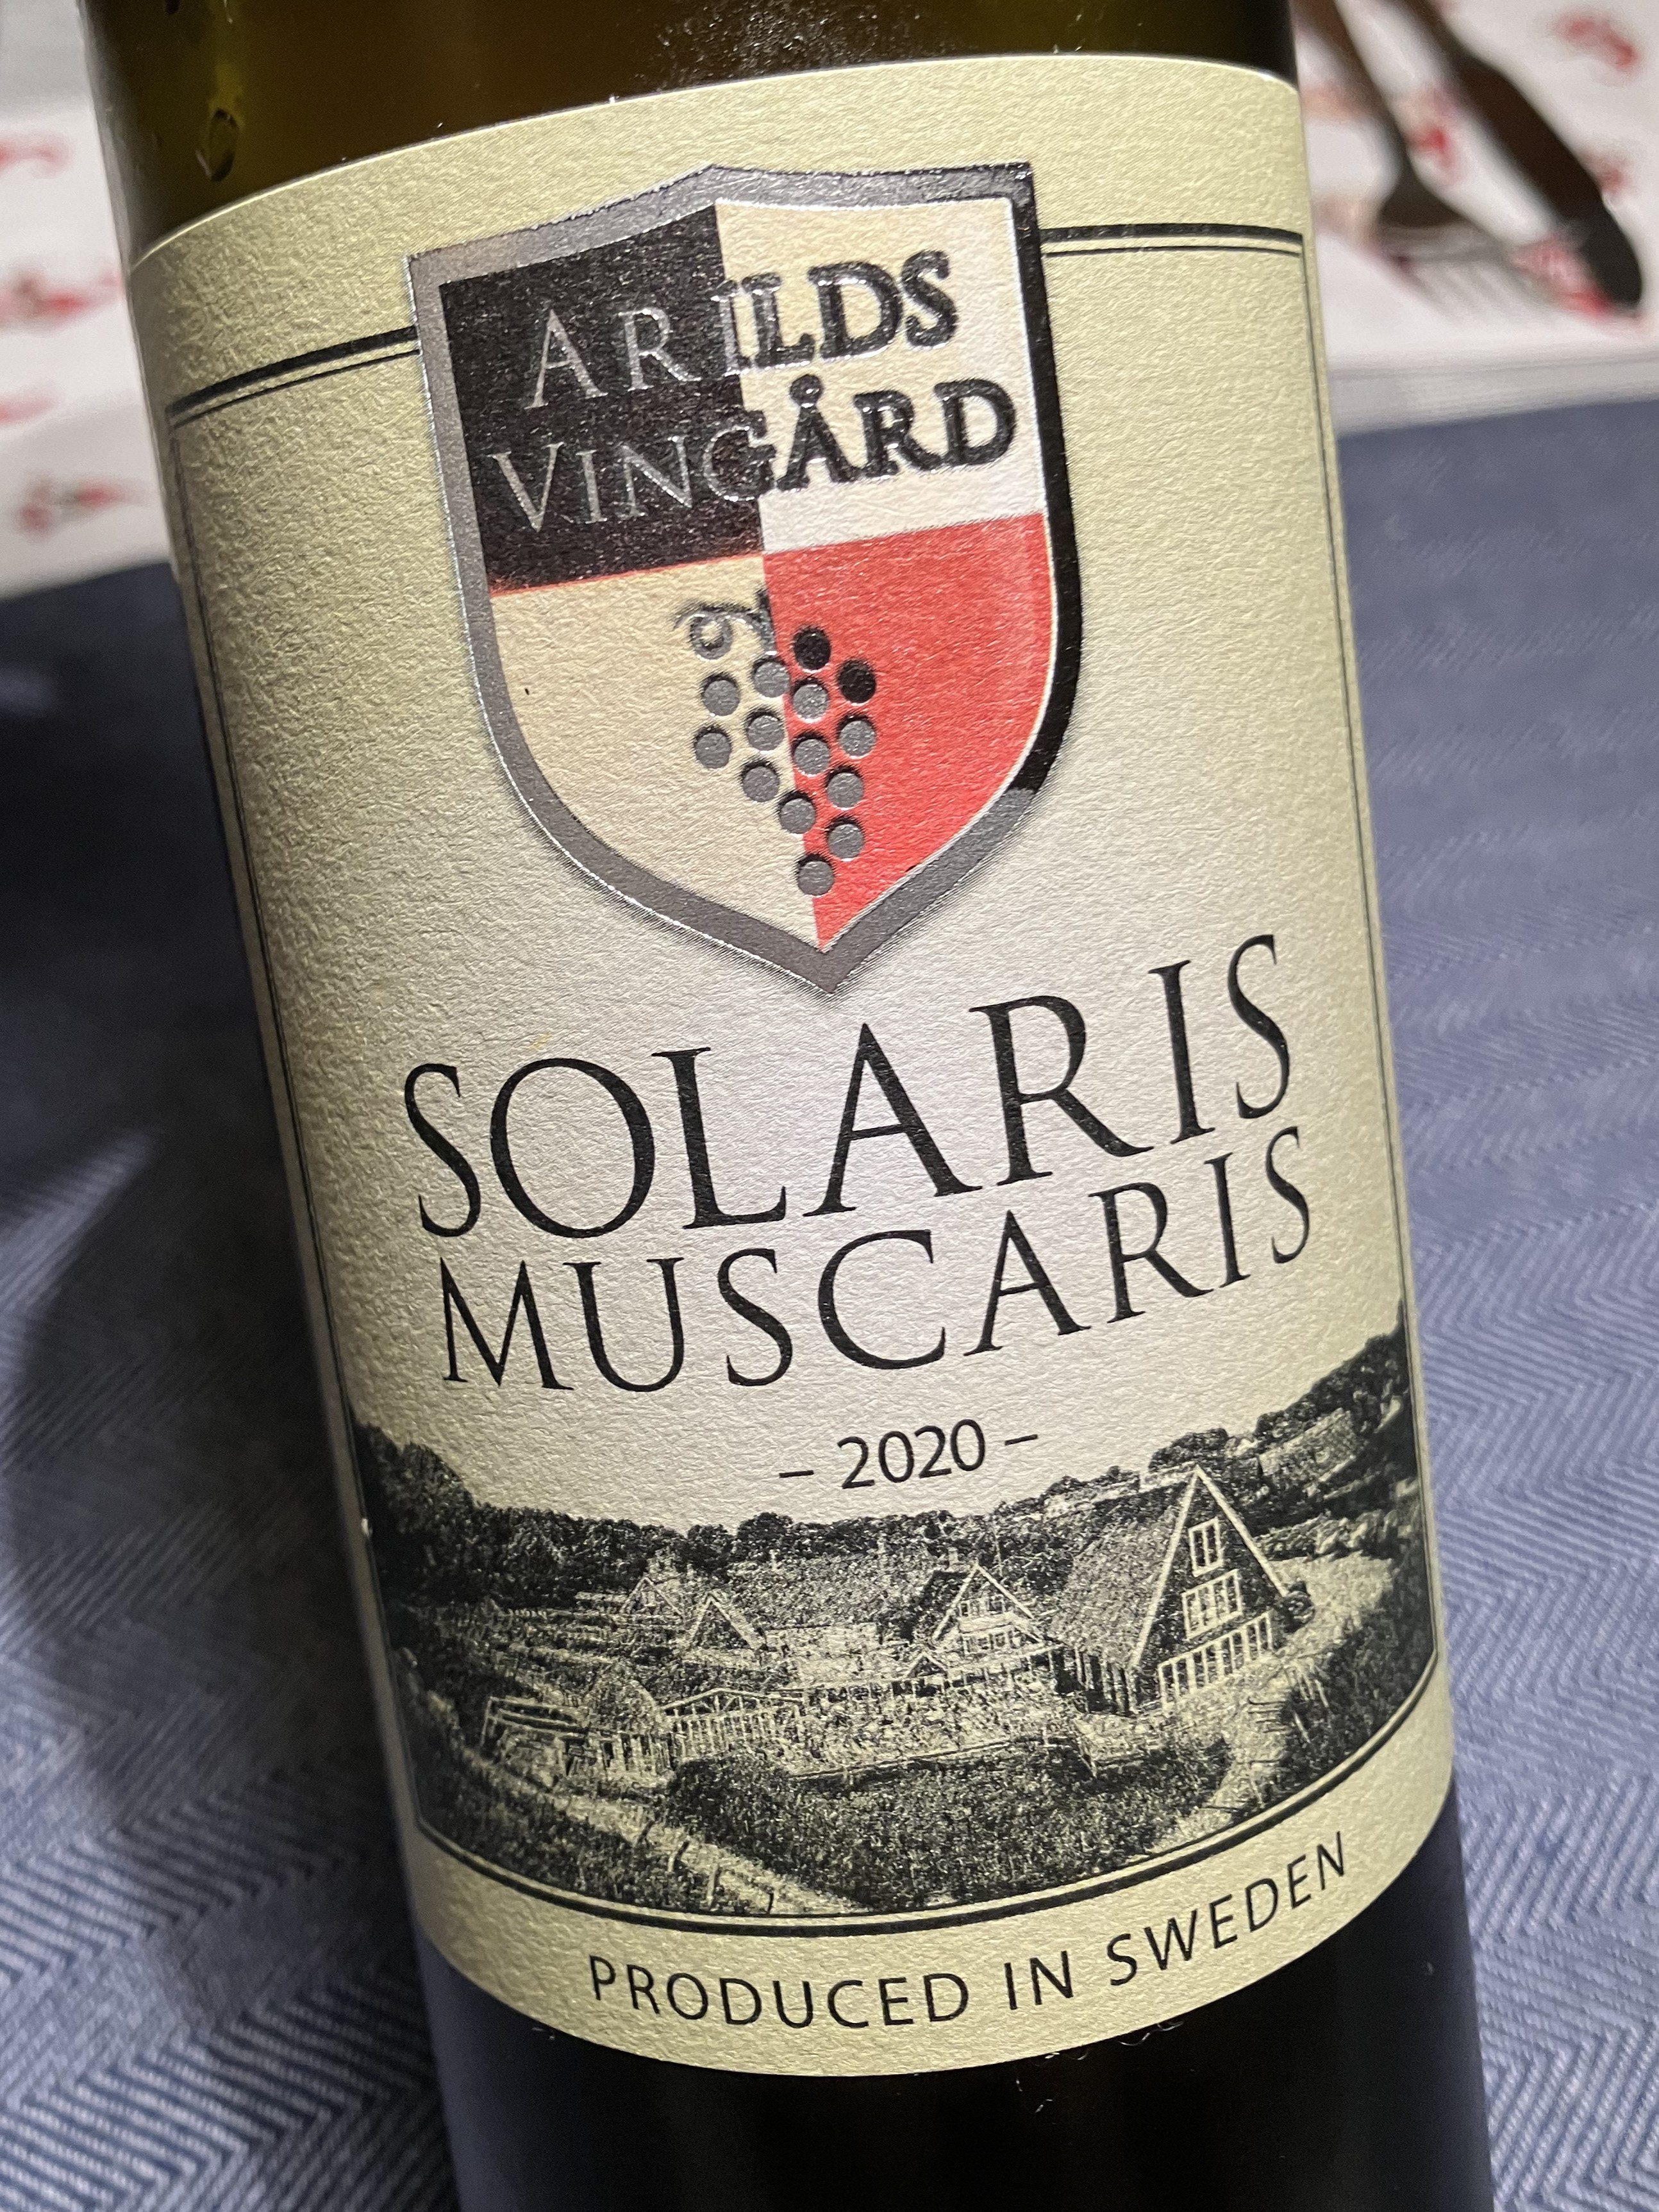 ARILDS
VINGÅRD
SOLARIS
MUSCARIS
– 2020 –
PRODUCED IN SWEDEN